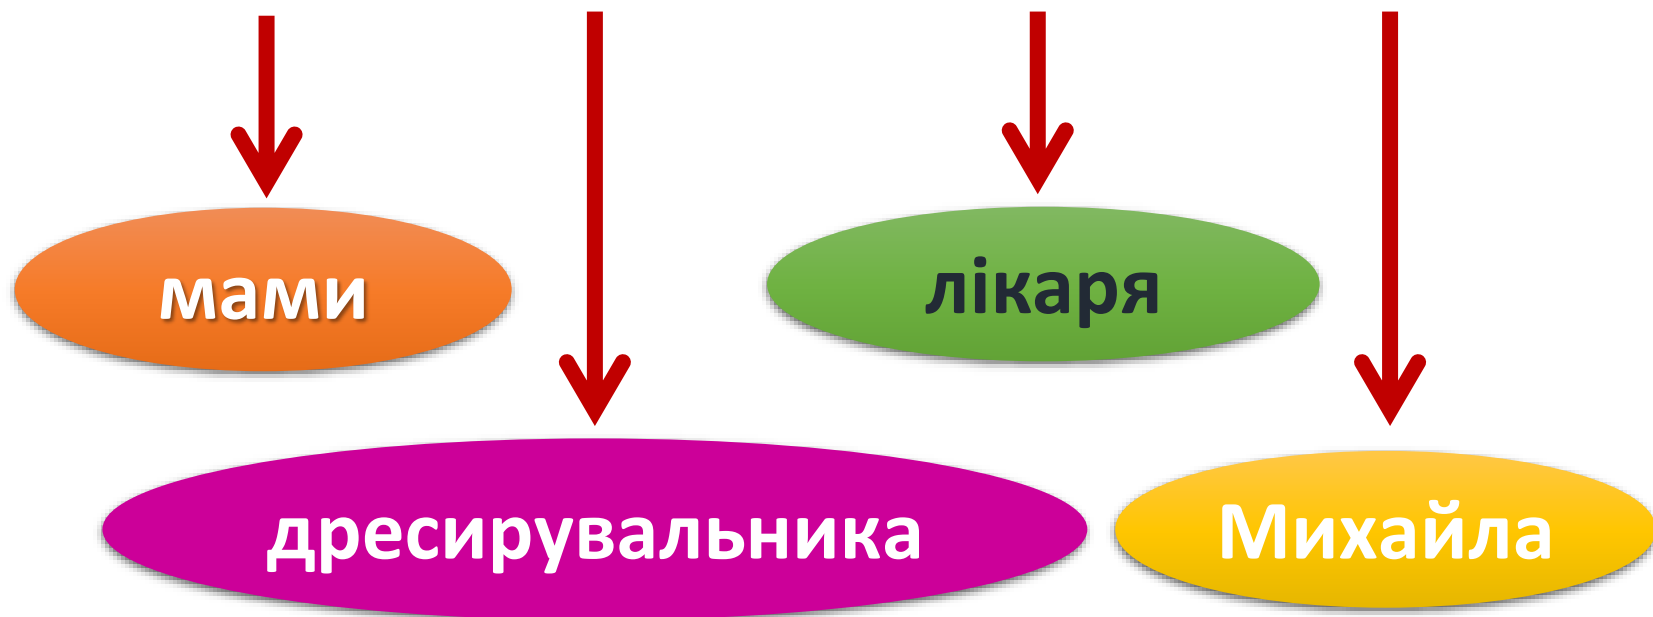 мами
лікаря
дресирувальника
Михайла